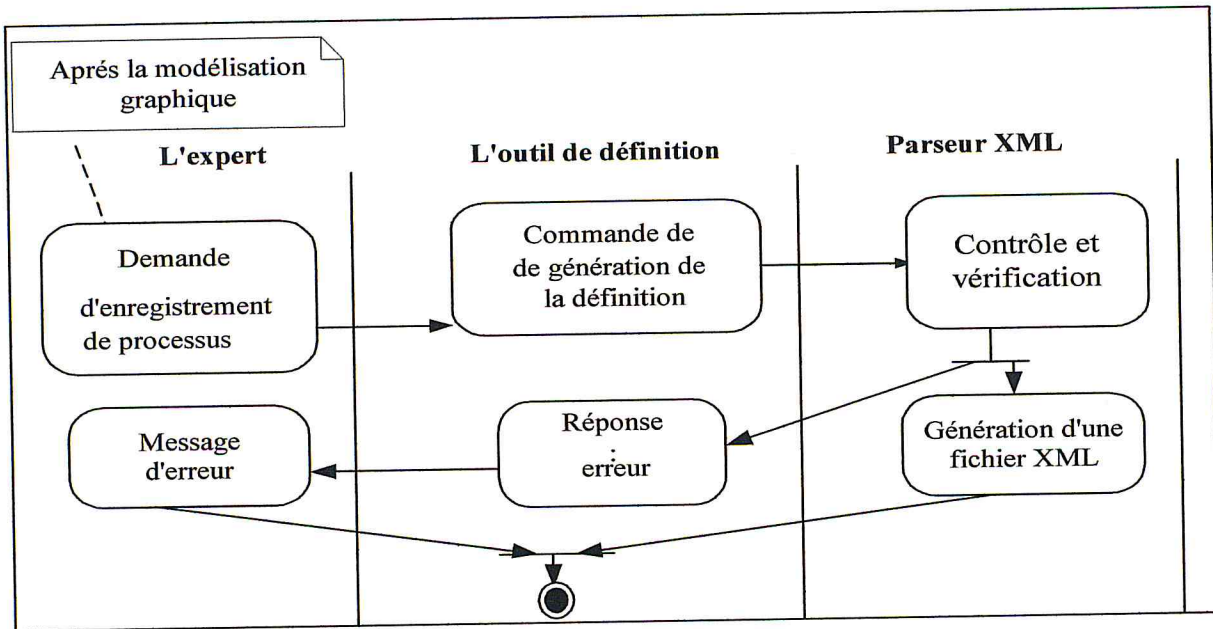 Aprés la modélisation
graphique
L'expert
L'outil de définition
Parseur XML
Demande
d'enregistrement
de processus
Commande de
de génération de
la définition
Contrôle et
vérification
Message
d'erreur
Réponse
:
erreur
Génération d'une
fichier XML